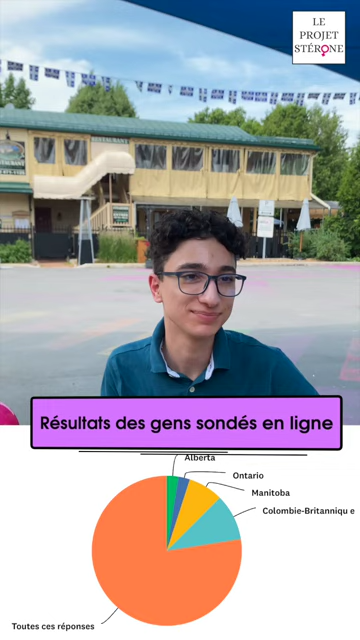 LE
PROJET
STÉRONE
Résultats des gens sondés en ligne
Alberta
Ontario
Manitoba
Colombie-Britanniqu e
Toutes ces réponses